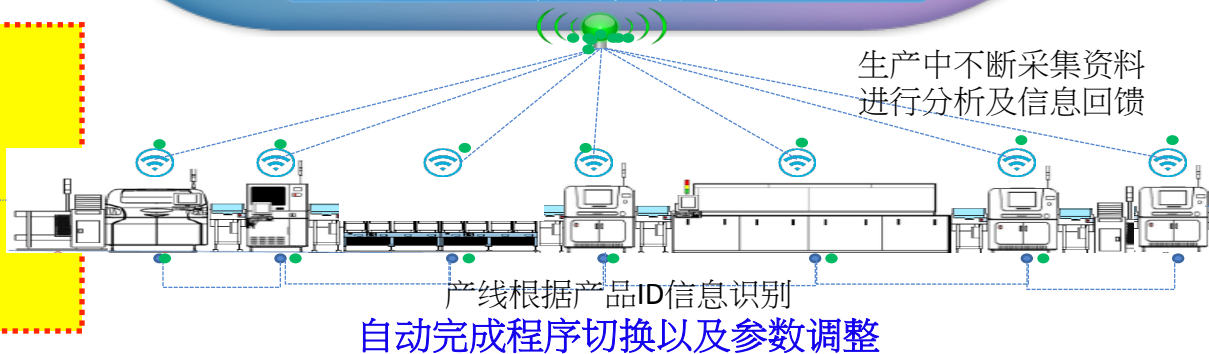 生产中不断采集资料
进行分析及信息回馈
产线根据产品ID信息识别
自动完成程序切换以及参数调整